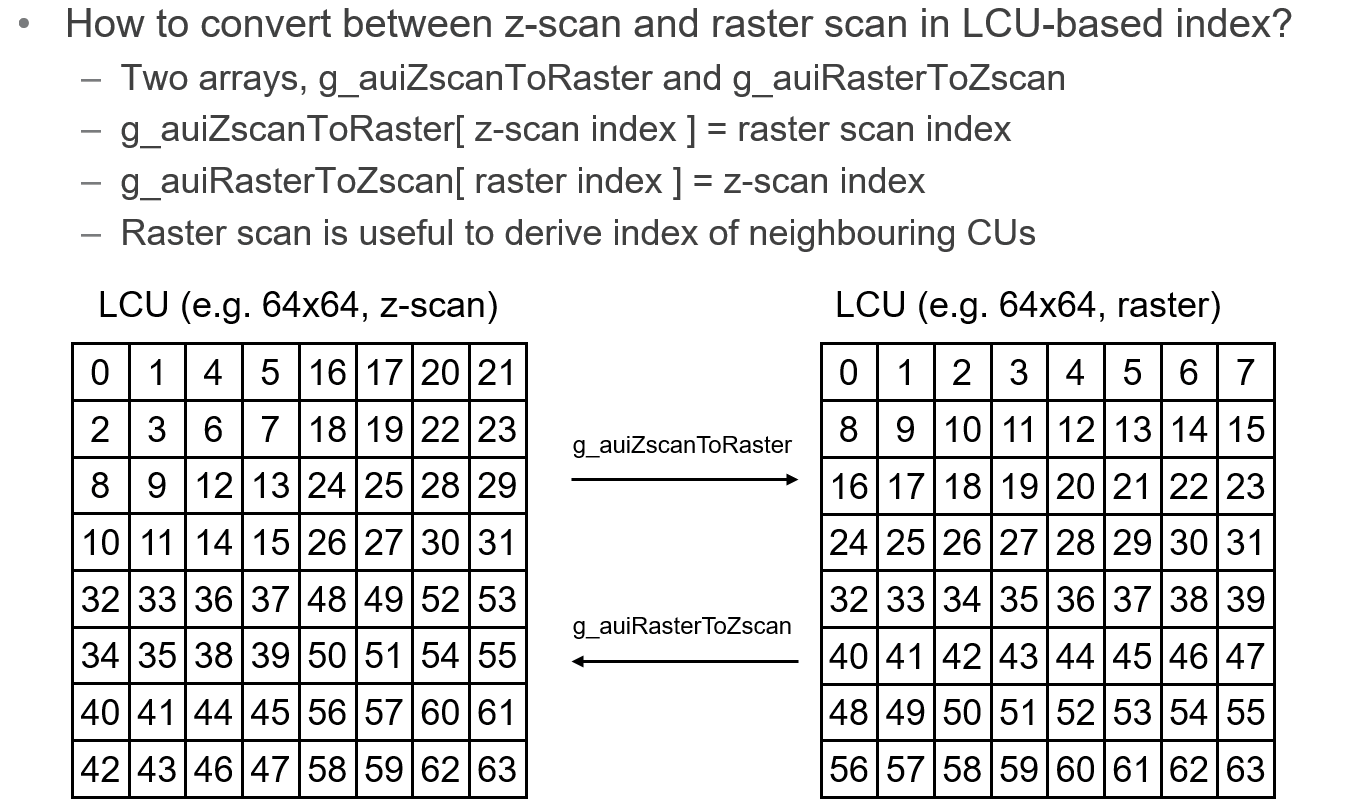 • How to convert between z-scan and raster scan in LCU-based index?
– Two arrays, g_auiZscanToRaster and g_auiRasterToZscan
– g_auiZscanToRaster[ z-scan index ] = raster scan index
– g_auiRasterToZscan[ raster index ] = z-scan index
– Raster scan is useful to derive index of neighbouring CUs
LCU (e.g. 64x64, z-scan)
0 1 4 5 16 17 20 21
2 3 6 7 18 19 22 23
8 9 12 13 24 25 28 29
10 11 14 15 26 27 30 31
32 33 36 37 48 49 52 53
34 35 38 39 50 51 54 55
40 41 44 45 56 57 60 61
42 43 46 47 58 59 62 63
g_auiZscanToRaster
g_auiRasterToZscan
LCU (e.g. 64x64, raster)
0 1 2 3 4 5 6 7
8 9 10 11 12 13 14 15
16 17 18 19 20 21 22 23
24 25 26 27 28 29 30 31
32 33 34 35 36 37 38 39
40 41 42 43 44 45 46 47
48 49 50 51 52 53 54 55
56 57 58 59 60 61 62 63